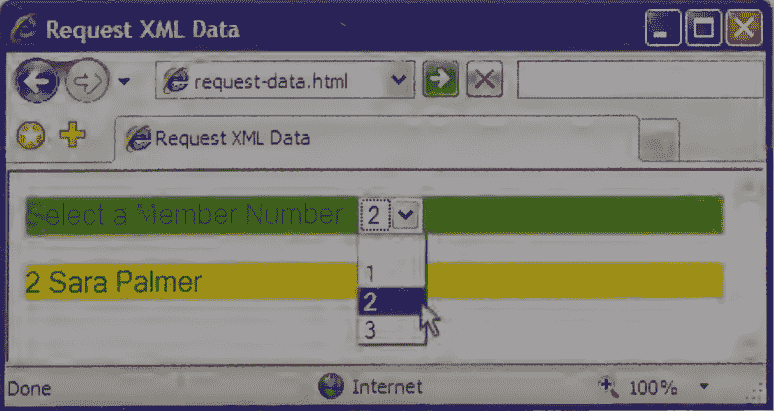 Request XML Data
request-data.html
Request XML Data
Select a Member Number 2
2 Sara Palmer
1
2
3
Done Internet 100%